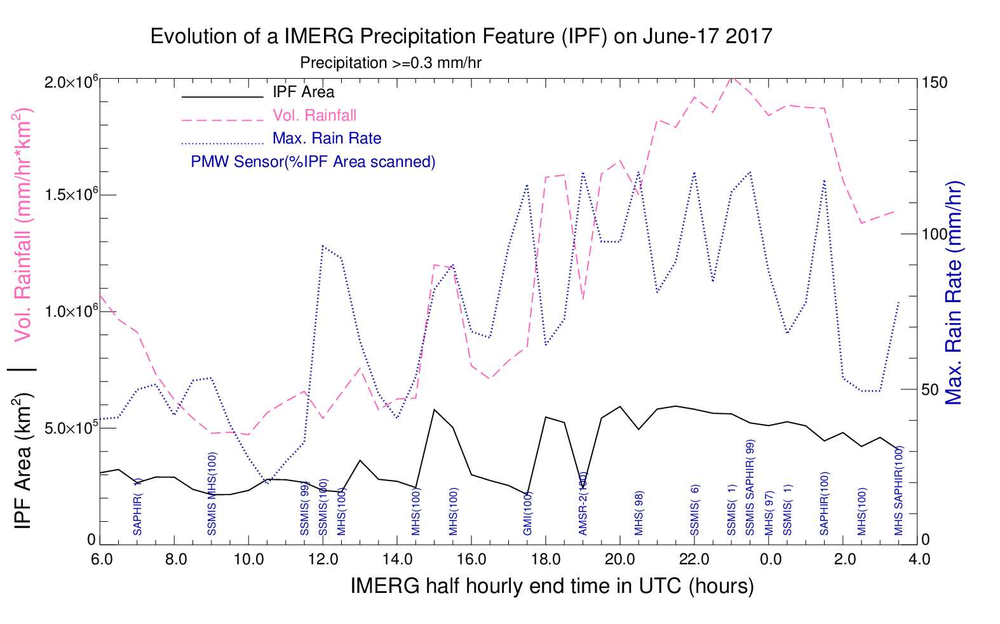 Evolution of a IMERG Precipitation Feature (IPF) on June-17 2017
Precipitation >=0.3 mm/hr
IPF Area
Vol. Rainfall
Max. Rain Rate
PMW Sensor(%IPF Area scanned)
IPF Area (km²) | Vol. Rainfall (mm/hr*km²)
2.0×10⁶
1.5×10⁶
1.0×10⁶
5.0×10⁵
0
150
100
50
0
Max. Rain Rate (mm/hr)
SAPHIR( 1)
SSMIS MHS(100)
SSMIS( 99)
SSMIS(100)
MHS(100)
MHS(100)
MHS(100)
GMI(100)
AMSR-2(100)
MHS( 98)
SSMIS( 6)
SSMIS( 1)
SSMIS SAPHIR( 99)
MHS( 97)
SSMIS( 1)
SAPHIR(100)
MHS(100)
MHS SAPHIR(100)
6.0 8.0 10.0 12.0 14.0 16.0 18.0 20.0 22.0 0.0 2.0 4.0
IMERG half hourly end time in UTC (hours)